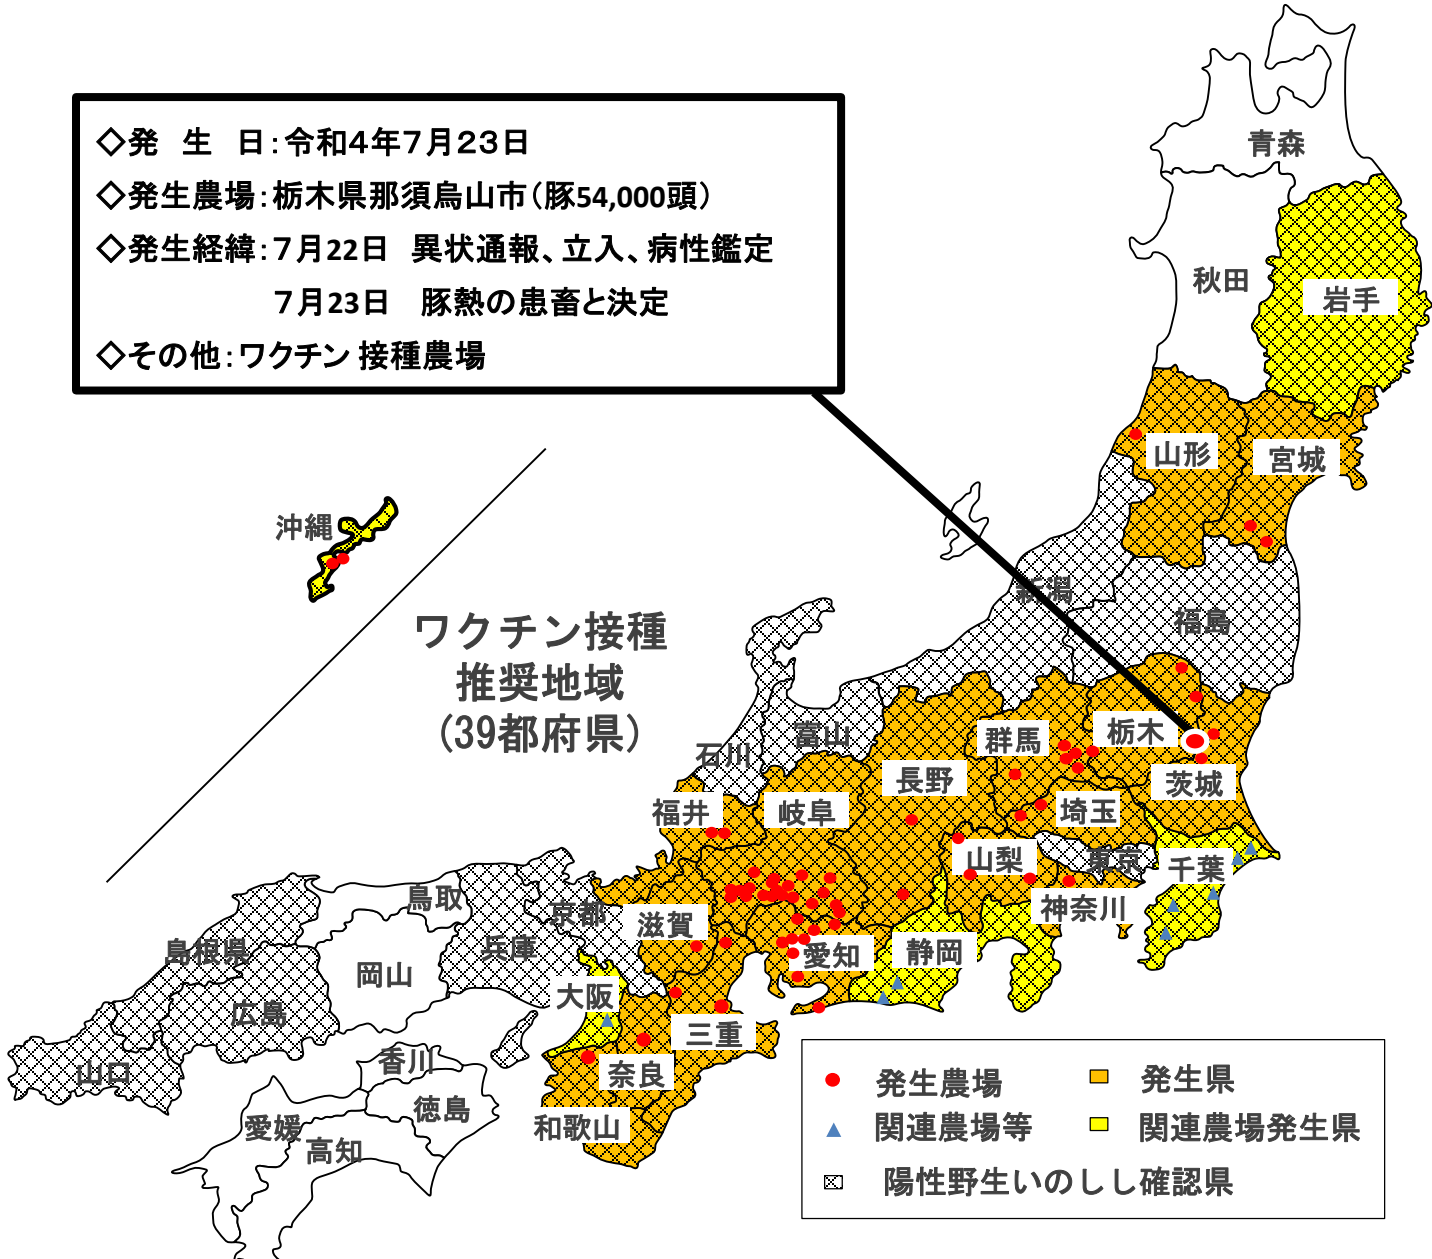 ◇発　生　日：令和４年７月２３日
◇発生農場：栃木県那須烏山市（豚54,000頭）
◇発生経緯：７月22日　異状通報、立入、病性鑑定
７月23日　豚熱の患畜と決定
◇その他：ワクチン 接種農場
青森
秋田
岩手
山形
宮城
沖縄
新潟
福島
ワクチン接種
推奨地域
（39都府県）
栃木
群馬
富山
石川
長野
茨城
福井
岐阜
埼玉
山梨
東京
千葉
鳥取
京都
神奈川
滋賀
島根県
兵庫
愛知
静岡
岡山
大阪
広島
三重
香川
山口
奈良
徳島
愛媛
和歌山
高知
発生農場
発生県
関連農場等
関連農場発生県
陽性野生いのしし確認県